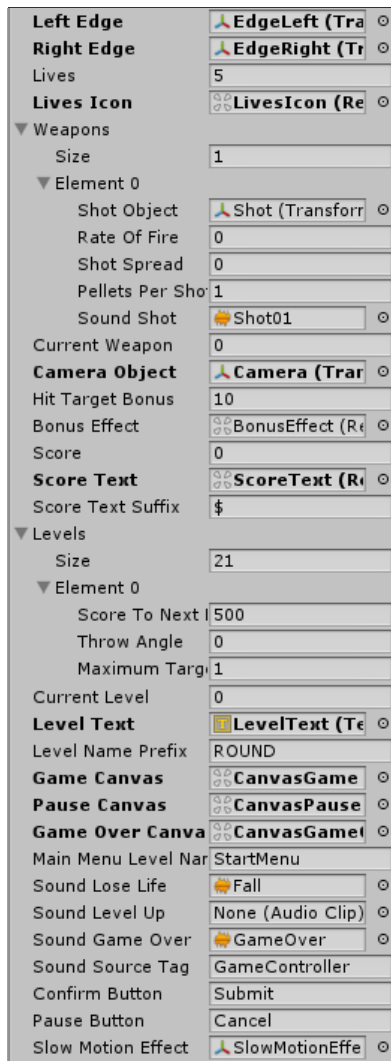 Left Edge EdgeLeft (Tra
Right Edge EdgeRight (Tr
Lives 5
Lives Icon LivesIcon (Re
Weapons
Size 1
Element 0
Shot Object Shot (Transforr
Rate Of Fire 0
Shot Spread 0
Pellets Per Sho 1
Sound Shot Shot01
Current Weapon 0
Camera Object Camera (Tran
Hit Target Bonus 10
Bonus Effect BonusEffect (Re
Score 0
Score Text ScoreText (Re
Score Text Suffix $
Levels
Size 21
Element 0
Score To Next 500
Throw Angle 0
Maximum Targ 1
Current Level 0
Level Text LevelText (Te
Level Name Prefix ROUND
Game Canvas CanvasGame
Pause Canvas CanvasPause
Game Over Canva CanvasGame
Main Menu Level Nar StartMenu
Sound Lose Life Fall
Sound Level Up None (Audio Clip)
Sound Game Over GameOver
Sound Source Tag GameController
Confirm Button Submit
Pause Button Cancel
Slow Motion Effect SlowMotionEffe